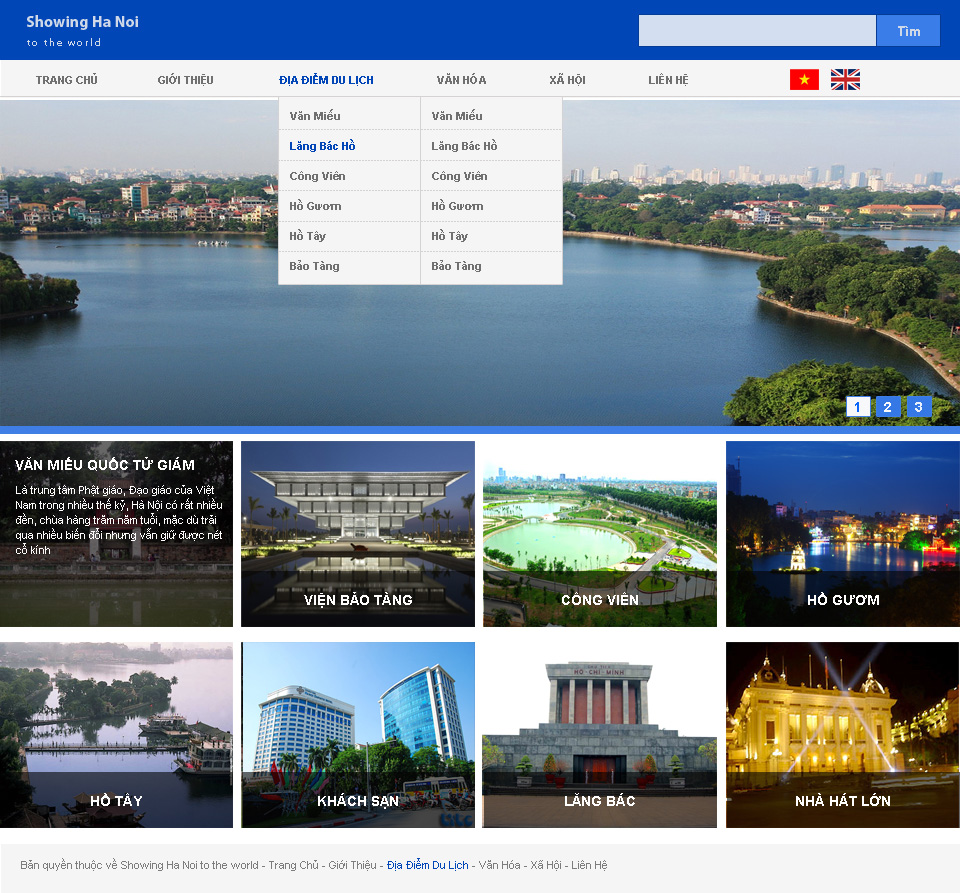 Showing Ha Noi
to the world
Tìm
TRANG CHỦ GIỚI THIỆU ĐỊA ĐIỂM DU LỊCH VĂN HÓA XÃ HỘI LIÊN HỆ
Văn Miếu Văn Miếu
Lăng Bác Hồ Lăng Bác Hồ
Công Viên Công Viên
Hồ Gươm Hồ Gươm
Hồ Tây Hồ Tây
Bảo Tàng Bảo Tàng
1 2 3
VĂN MIẾU QUỐC TỬ GIÁM
Là trung tâm Phật giáo, Đạo giáo của Việt
Nam trong nhiều thế kỷ, Hà Nội có rất nhiều
đền, chùa hàng trăm năm tuổi, mặc dù trải
qua nhiều biến đổi nhưng vẫn giữ được nét
cổ kính
VIỆN BẢO TÀNG
CÔNG VIÊN
HỒ GƯƠM
HỒ TÂY
KHÁCH SẠN
HO-CHI-MINH
LĂNG BÁC
NHÀ HÁT LỚN
Bản quyền thuộc về Showing Ha Noi to the world - Trang Chủ - Giới Thiệu - Địa Điểm Du Lịch - Văn Hóa - Xã Hội - Liên Hệ